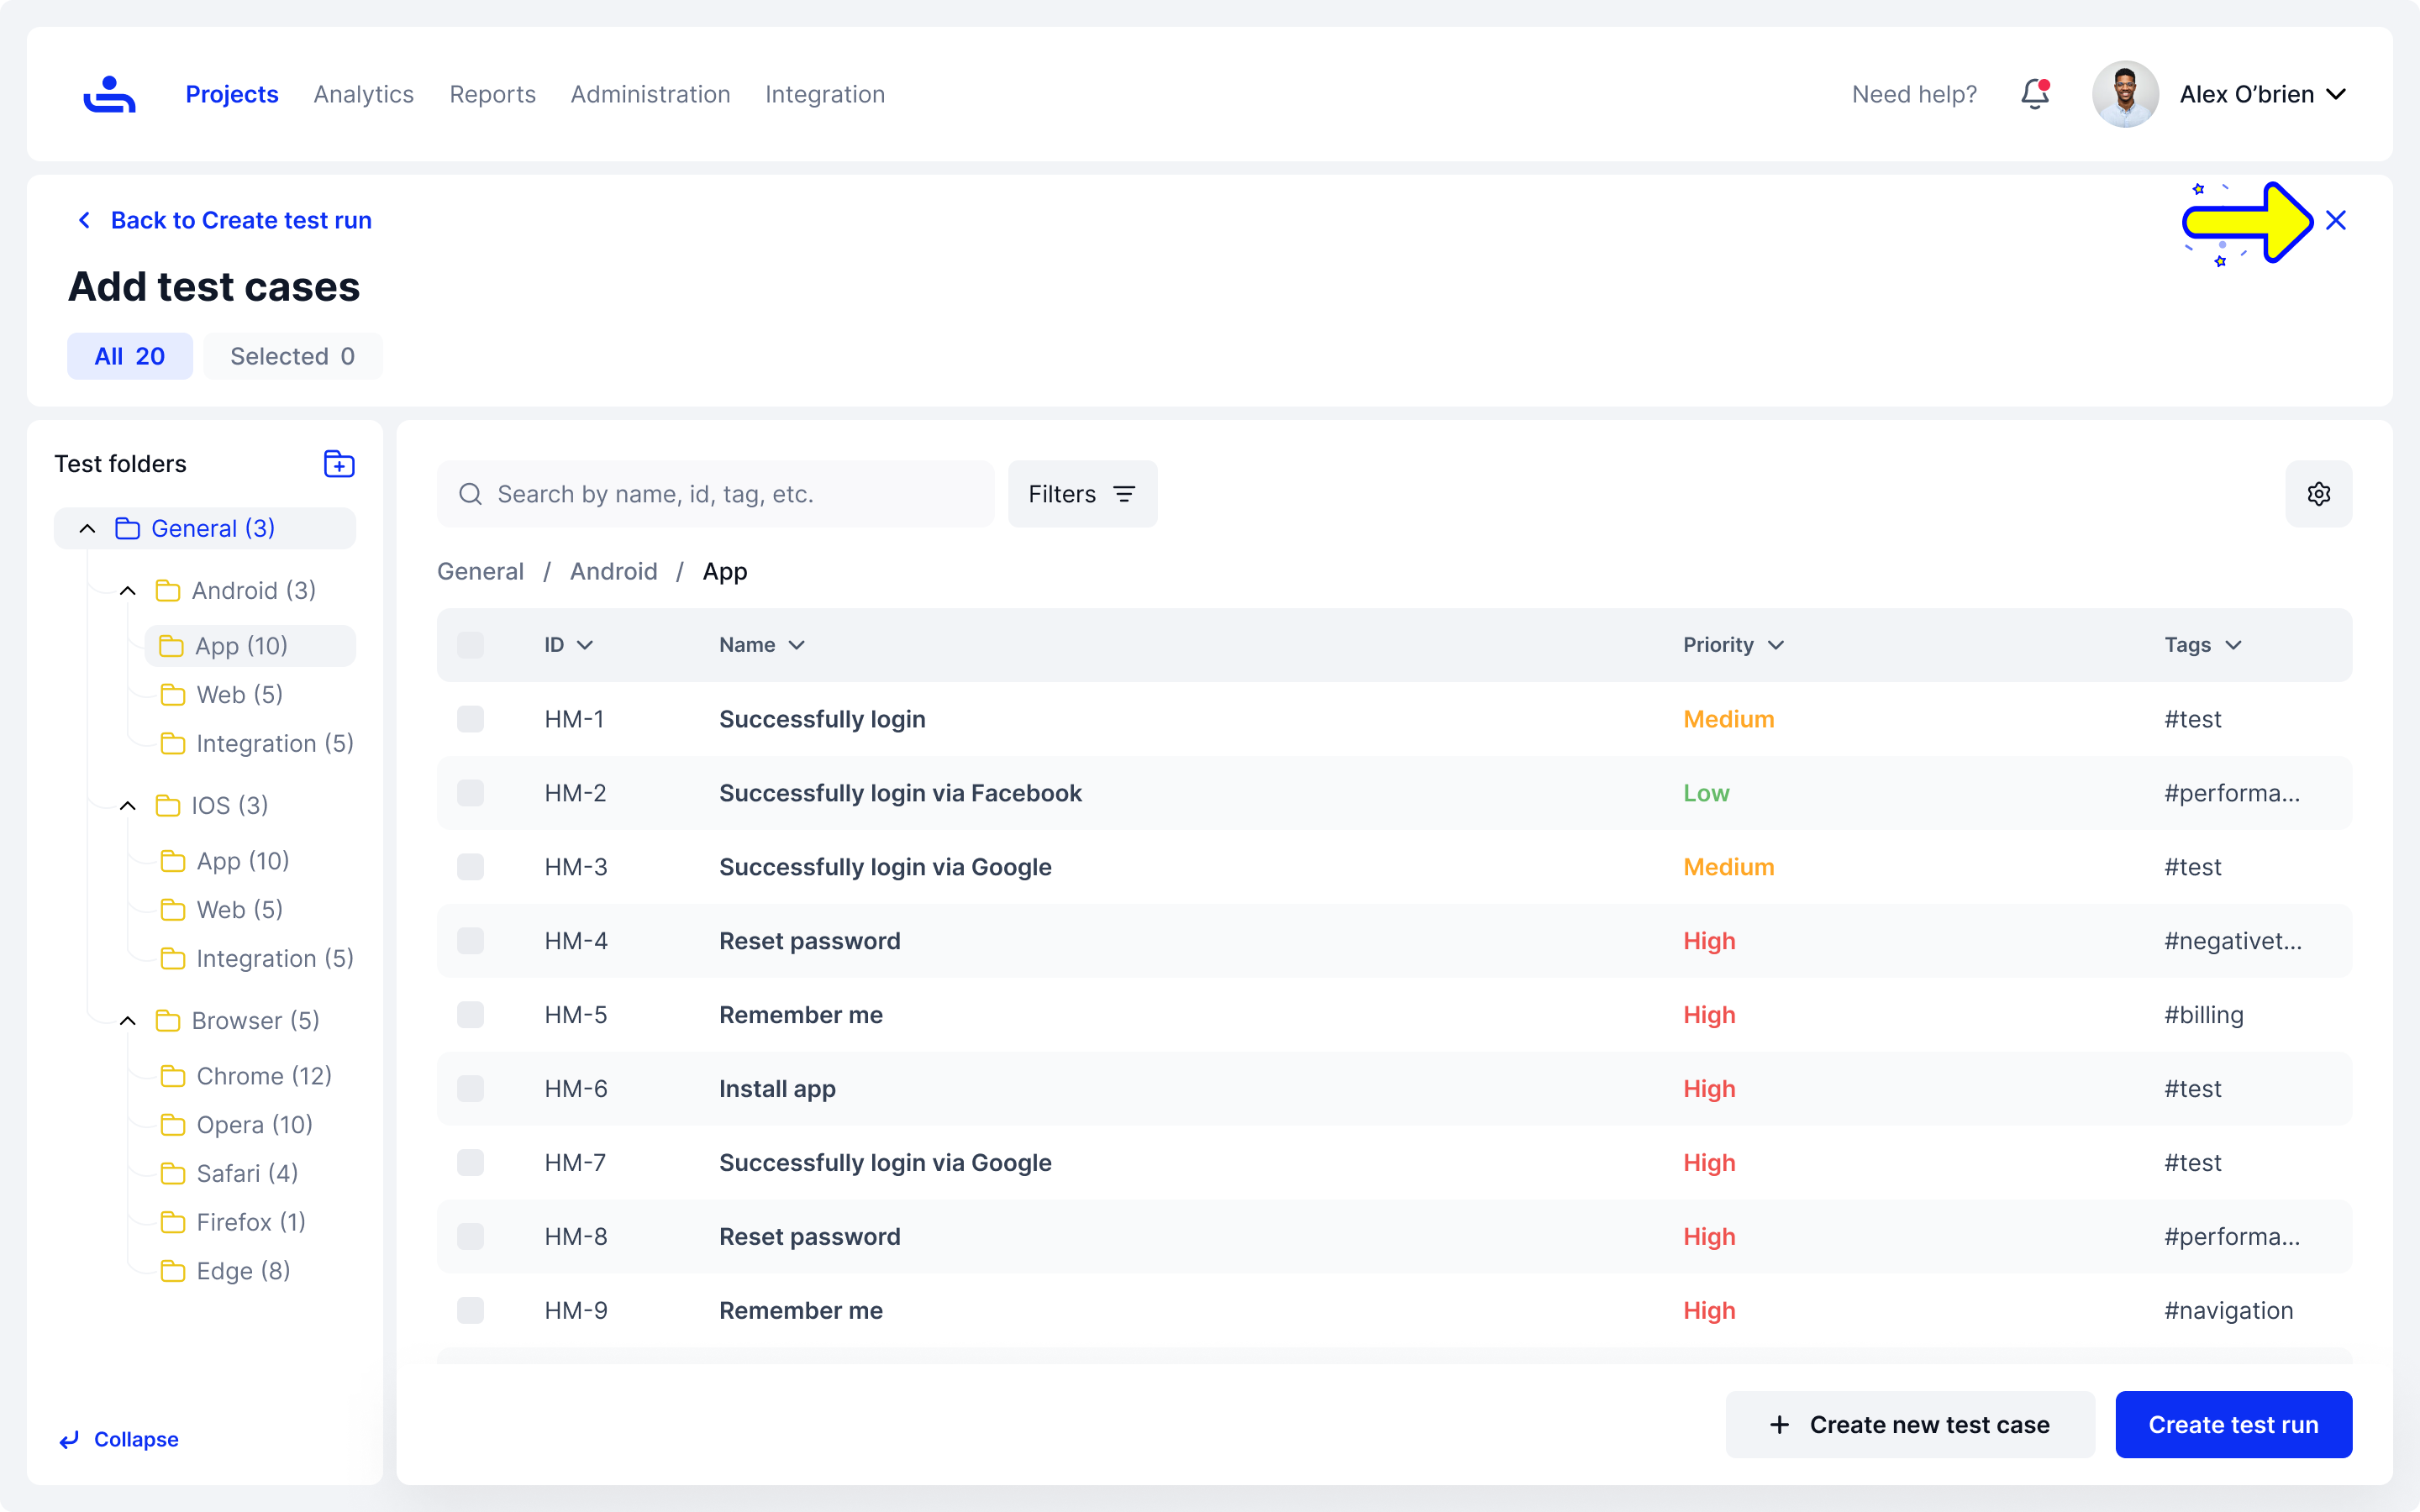 Projects Analytics Reports Administration Integration Need help? Alex O’brien
Back to Create test run
Add test cases
All 20 Selected 0
Test folders
General (3)
Android (3)
App (10)
Web (5)
Integration (5)
IOS (3)
App (10)
Web (5)
Integration (5)
Browser (5)
Chrome (12)
Opera (10)
Safari (4)
Firefox (1)
Edge (8)
Collapse
Search by name, id, tag, etc. Filters
General / Android / App
ID Name Priority Tags
HM-1 Successfully login Medium #test
HM-2 Successfully login via Facebook Low #performa...
HM-3 Successfully login via Google Medium #test
HM-4 Reset password High #negativet...
HM-5 Remember me High #billing
HM-6 Install app High #test
HM-7 Successfully login via Google High #test
HM-8 Reset password High #performa...
HM-9 Remember me High #navigation
Create new test case Create test run